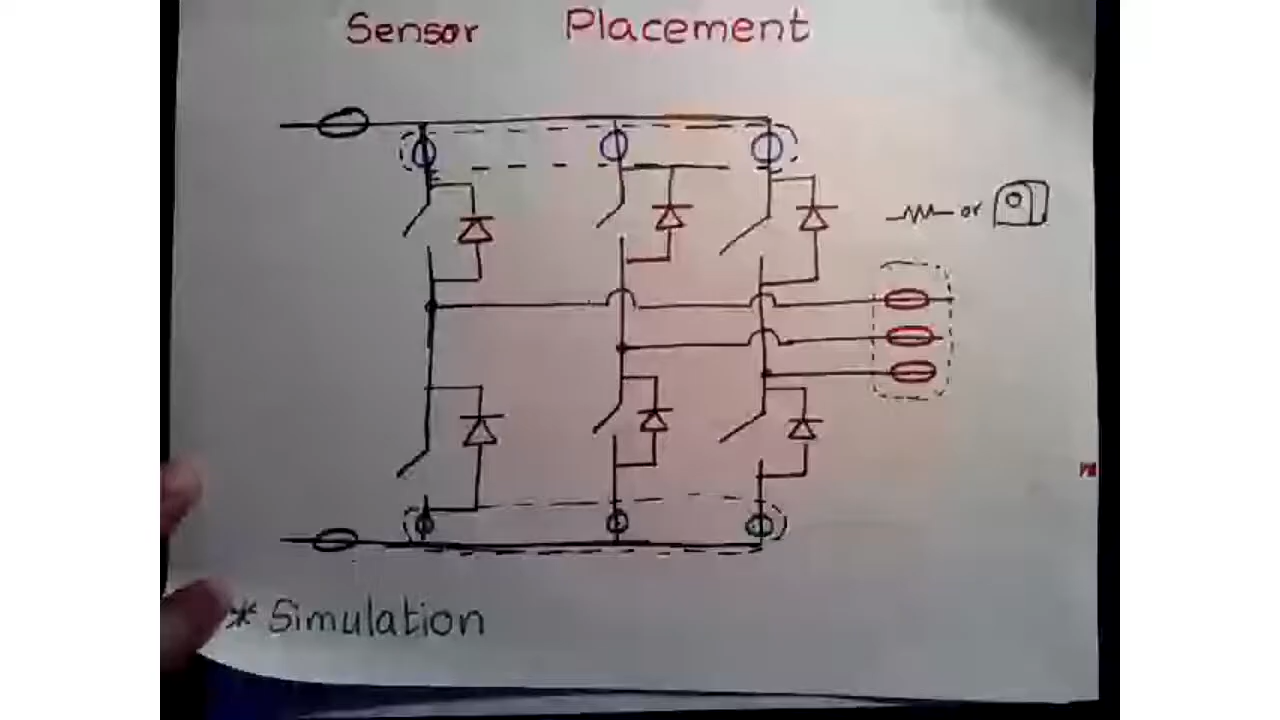 Sensor Placement
or
* Simulation